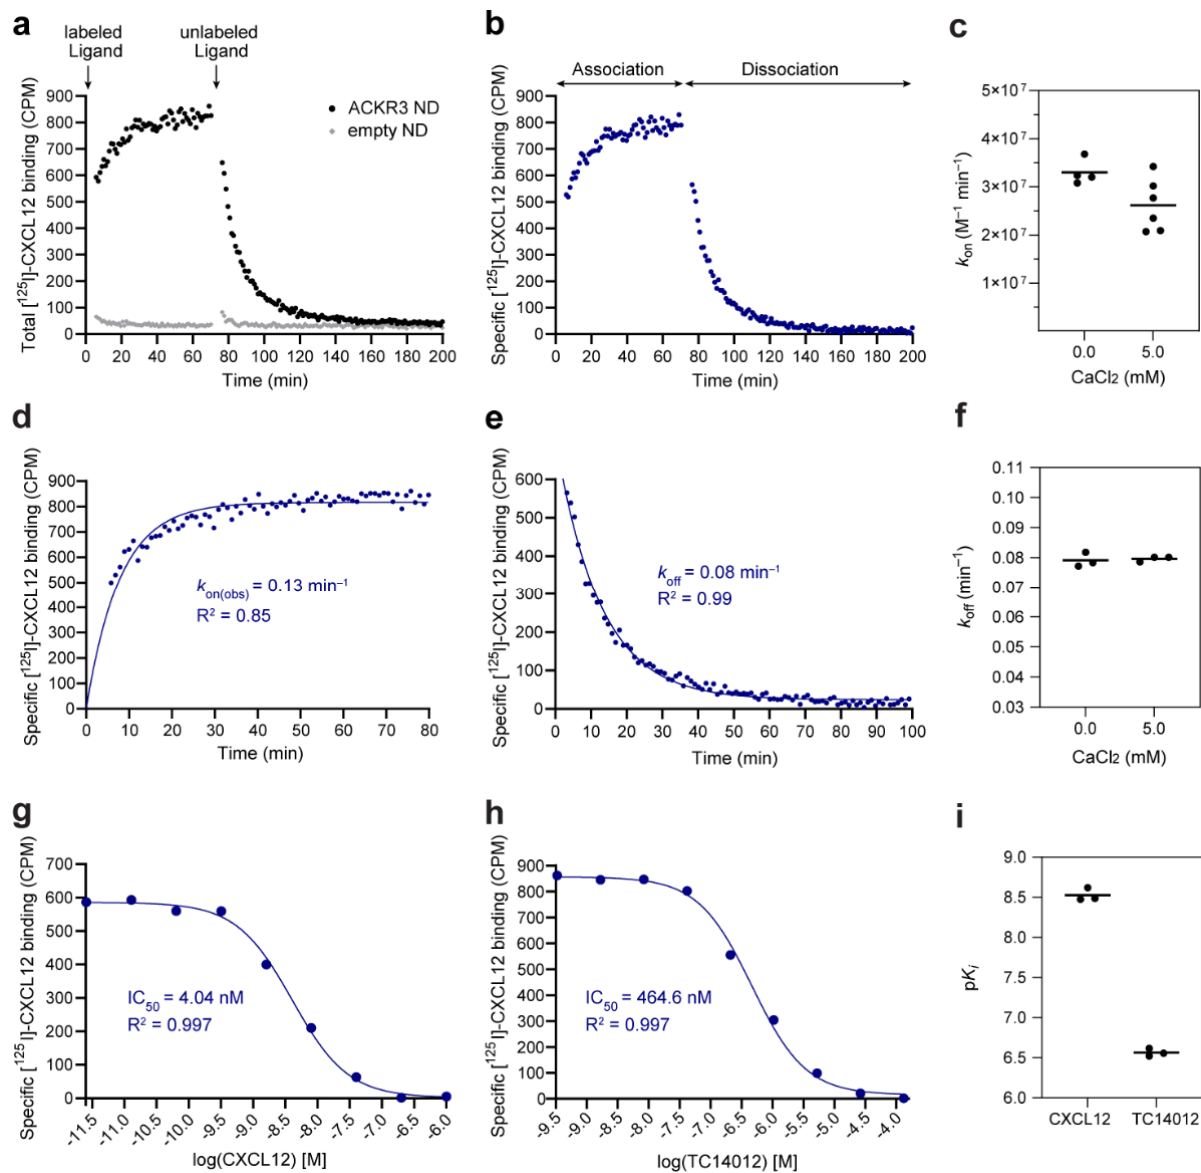 a
labeled
Ligand
unlabeled
Ligand
Total [¹²⁵I]-CXCL12 binding (CPM)
900
800
700
600
500
400
300
200
100
0
ACKR3 ND
empty ND
0 20 40 60 80 100 120 140 160 180 200
Time (min)
b
Association
Dissociation
Specific [¹²⁵I]-CXCL12 binding (CPM)
900
800
700
600
500
400
300
200
100
0
0 20 40 60 80 100 120 140 160 180 200
Time (min)
c
kon (M⁻¹ min⁻¹)
5×10⁷
4×10⁷
3×10⁷
2×10⁷
1×10⁷
0.0 5.0
CaCl₂ (mM)
d
Specific [¹²⁵I]-CXCL12 binding (CPM)
900
800
700
600
500
400
300
200
100
0
kon(obs) = 0.13 min⁻¹
R² = 0.85
0 10 20 30 40 50 60 70 80
Time (min)
e
Specific [¹²⁵I]-CXCL12 binding (CPM)
600
500
400
300
200
100
0
koff = 0.08 min⁻¹
R² = 0.99
0 10 20 30 40 50 60 70 80 90 100
Time (min)
f
koff (min⁻¹)
0.11
0.10
0.09
0.08
0.07
0.06
0.05
0.04
0.03
0.0 5.0
CaCl₂ (mM)
g
Specific [¹²⁵I]-CXCL12 binding (CPM)
700
600
500
400
300
200
100
0
IC₅₀ = 4.04 nM
R² = 0.997
-11.5 -11.0 -10.5 -10.0 -9.5 -9.0 -8.5 -8.0 -7.5 -7.0 -6.5 -6.0
log(CXCL12) [M]
h
Specific [¹²⁵I]-CXCL12 binding (CPM)
900
800
700
600
500
400
300
200
100
0
IC₅₀ = 464.6 nM
R² = 0.997
-9.5 -9.0 -8.5 -8.0 -7.5 -7.0 -6.5 -6.0 -5.5 -5.0 -4.5 -4.0
log(TC14012) [M]
i
pKi
9.0
8.5
8.0
7.5
7.0
6.5
6.0
CXCL12 TC14012